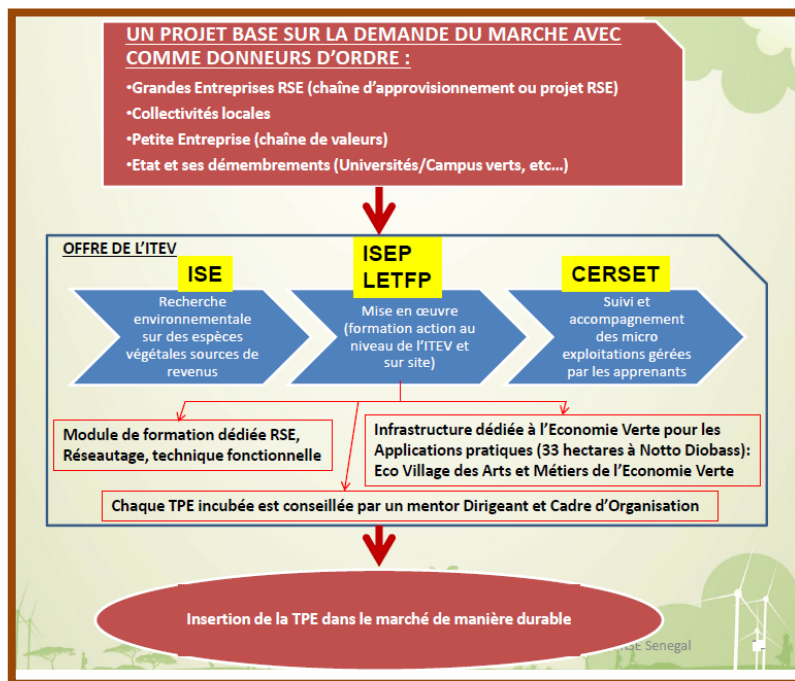 UN PROJET BASE SUR LA DEMANDE DU MARCHE AVEC
COMME DONNEURS D'ORDRE :
•Grandes Entreprises RSE (chaîne d'approvisionnement ou projet RSE)
•Collectivités locales
•Petite Entreprise (chaîne de valeurs)
•Etat et ses démembrements (Universités/Campus verts, etc...)
OFFRE DE L'ITEV
ISE
Recherche
environnementale
sur des espèces
végétales sources de
revenus
ISEP
LETFP
Mise en œuvre
(formation action au
niveau de l'ITEV et
sur site)
CERSET
Suivi et
accompagnement
des micro
exploitations gérées
par les apprenants
Module de formation dédiée RSE,
Réseautage, technique fonctionnelle
Infrastructure dédiée à l'Economie Verte pour les
Applications pratiques (33 hectares à Notto Diobass):
Eco Village des Arts et Métiers de l'Economie Verte
Chaque TPE incubée est conseillée par un mentor Dirigeant et Cadre d'Organisation
Insertion de la TPE dans le marché de manière durable
Senegal